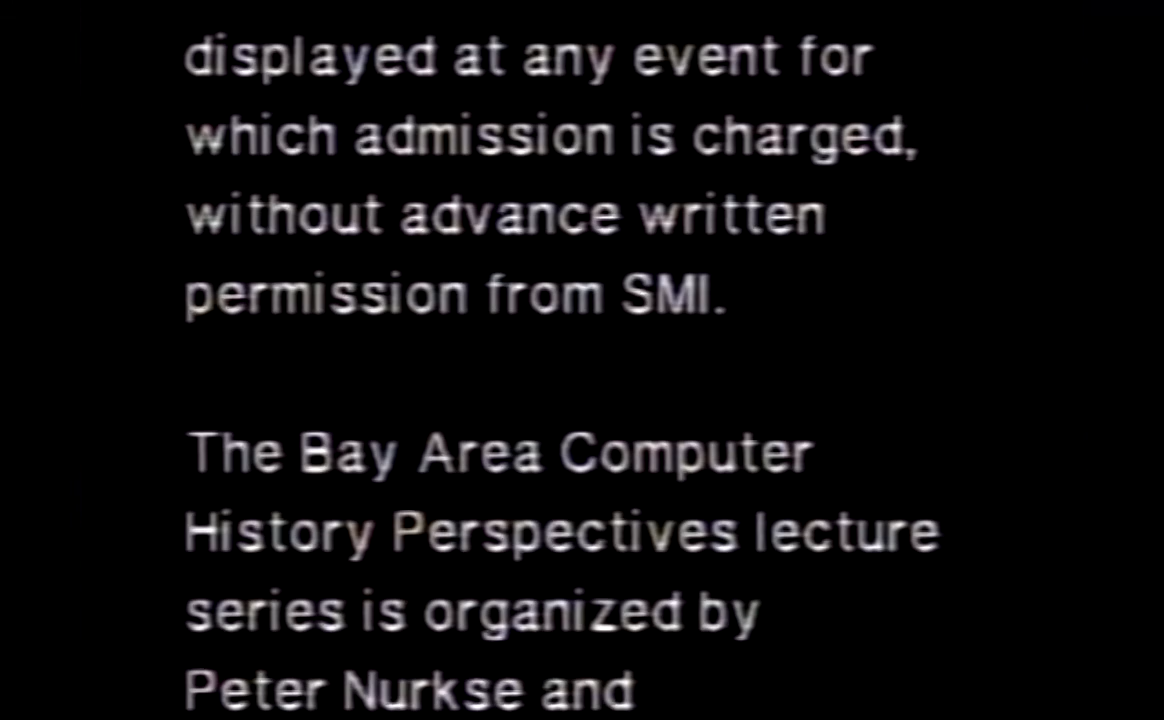 displayed at any event for
which admission is charged,
without advance written
permission from SMI.
The Bay Area Computer
History Perspectives lecture
series is organized by
Peter Nurkse and